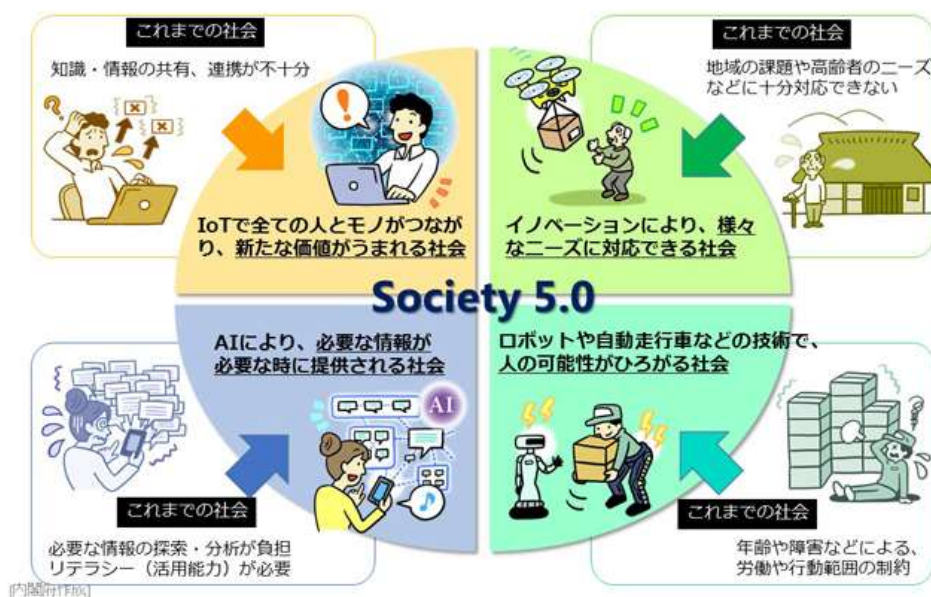 これまでの社会
知識・情報の共有、連携が不十分
IoTで全ての人とモノがつなが
り、新たな価値がうまれる社会
これまでの社会
地域の課題や高齢者のニーズ
などに十分対応できない
イノベーションにより、様々
なニーズに対応できる社会
Society 5.0
AIにより、必要な情報が
必要な時に提供される社会
AI
これまでの社会
必要な情報の探索・分析が負担
リテラシー（活用能力）が必要
ロボットや自動走行車などの技術で、
人の可能性がひろがる社会
これまでの社会
年齢や障害などによる、
労働や行動範囲の制約
[内閣府作成]